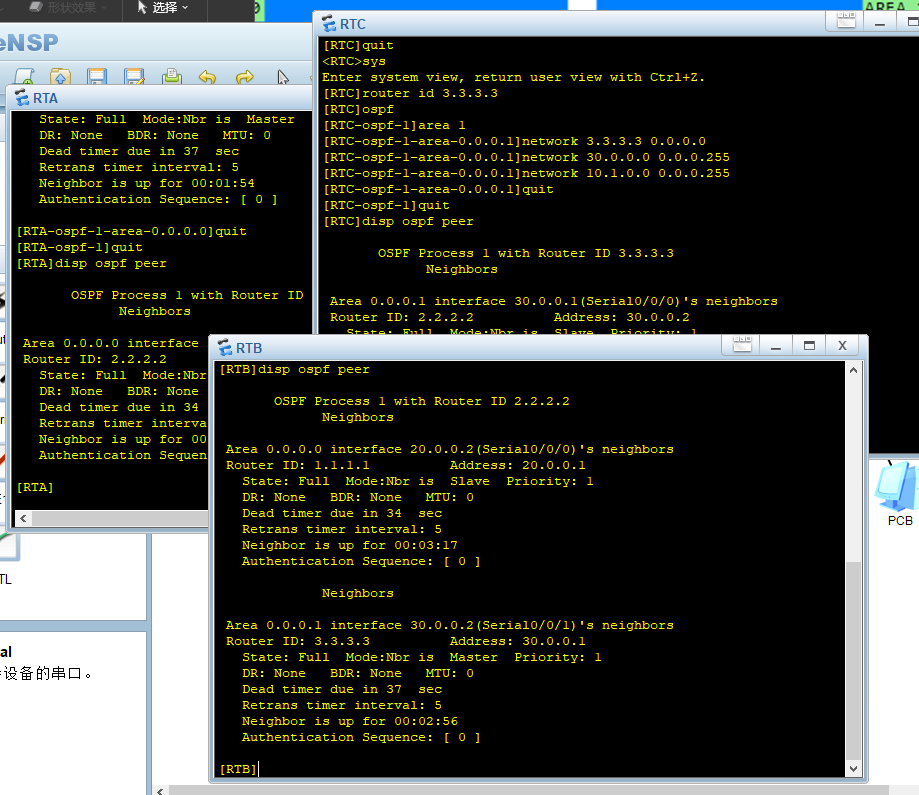 形状效果
选择
AREA
eNSP
RTC
[RTC]quit
<RTC>sys
Enter system view, return user view with Ctrl+Z.
[RTC]router id 3.3.3.3
[RTC]ospf
[RTC-ospf-1]area 1
[RTC-ospf-1-area-0.0.0.1]network 3.3.3.3 0.0.0.0
[RTC-ospf-1-area-0.0.0.1]network 30.0.0.0 0.0.0.255
[RTC-ospf-1-area-0.0.0.1]network 10.1.0.0 0.0.0.255
[RTC-ospf-1-area-0.0.0.1]quit
[RTC-ospf-1]quit
[RTC]disp ospf peer
OSPF Process 1 with Router ID 3.3.3.3
Neighbors
Area 0.0.0.1 interface 30.0.0.1(Serial0/0/0)'s neighbors
Router ID: 2.2.2.2 Address: 30.0.0.2
State: Full Mode:Nbr is Slave Priority: 1
RTA
State: Full Mode:Nbr is Master
DR: None BDR: None MTU: 0
Dead timer due in 37 sec
Retrans timer interval: 5
Neighbor is up for 00:01:54
Authentication Sequence: [ 0 ]
[RTA-ospf-1-area-0.0.0.0]quit
[RTA-ospf-1]quit
[RTA]disp ospf peer
OSPF Process 1 with Router ID
Neighbors
Area 0.0.0.0 interface
Router ID: 2.2.2.2
State: Full Mode:Nbr
DR: None BDR: None
Dead timer due in 34
Retrans timer interva
Neighbor is up for 00
Authentication Sequen
[RTA]
RTB
[RTB]disp ospf peer
OSPF Process 1 with Router ID 2.2.2.2
Neighbors
Area 0.0.0.0 interface 20.0.0.2(Serial0/0/0)'s neighbors
Router ID: 1.1.1.1 Address: 20.0.0.1
State: Full Mode:Nbr is Slave Priority: 1
DR: None BDR: None MTU: 0
Dead timer due in 34 sec
Retrans timer interval: 5
Neighbor is up for 00:03:17
Authentication Sequence: [ 0 ]
Neighbors
Area 0.0.0.1 interface 30.0.0.2(Serial0/0/1)'s neighbors
Router ID: 3.3.3.3 Address: 30.0.0.1
State: Full Mode:Nbr is Master Priority: 1
DR: None BDR: None MTU: 0
Dead timer due in 37 sec
Retrans timer interval: 5
Neighbor is up for 00:02:56
Authentication Sequence: [ 0 ]
[RTB]
PCB
TL
al
设备的串口。